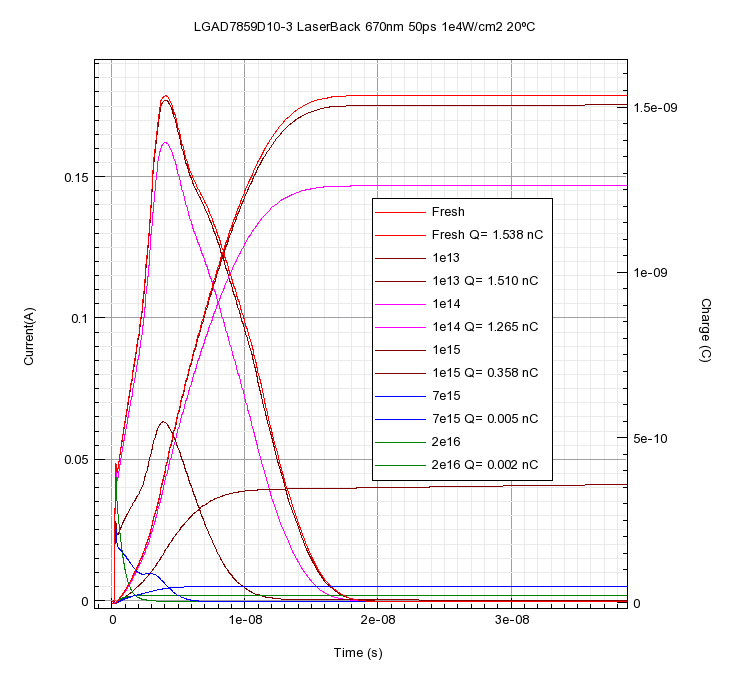 LGAD7859D10-3 LaserBack 670nm 50ps 1e4W/cm2 20ºC
Current(A)
0.15
0.1
0.05
0
Fresh
Fresh Q= 1.538 nC
1e13
1e13 Q= 1.510 nC
1e14
1e14 Q= 1.265 nC
1e15
1e15 Q= 0.358 nC
7e15
7e15 Q= 0.005 nC
2e16
2e16 Q= 0.002 nC
1.5e-09
1e-09
5e-10
0
Charge (C)
0
1e-08
2e-08
3e-08
Time (s)